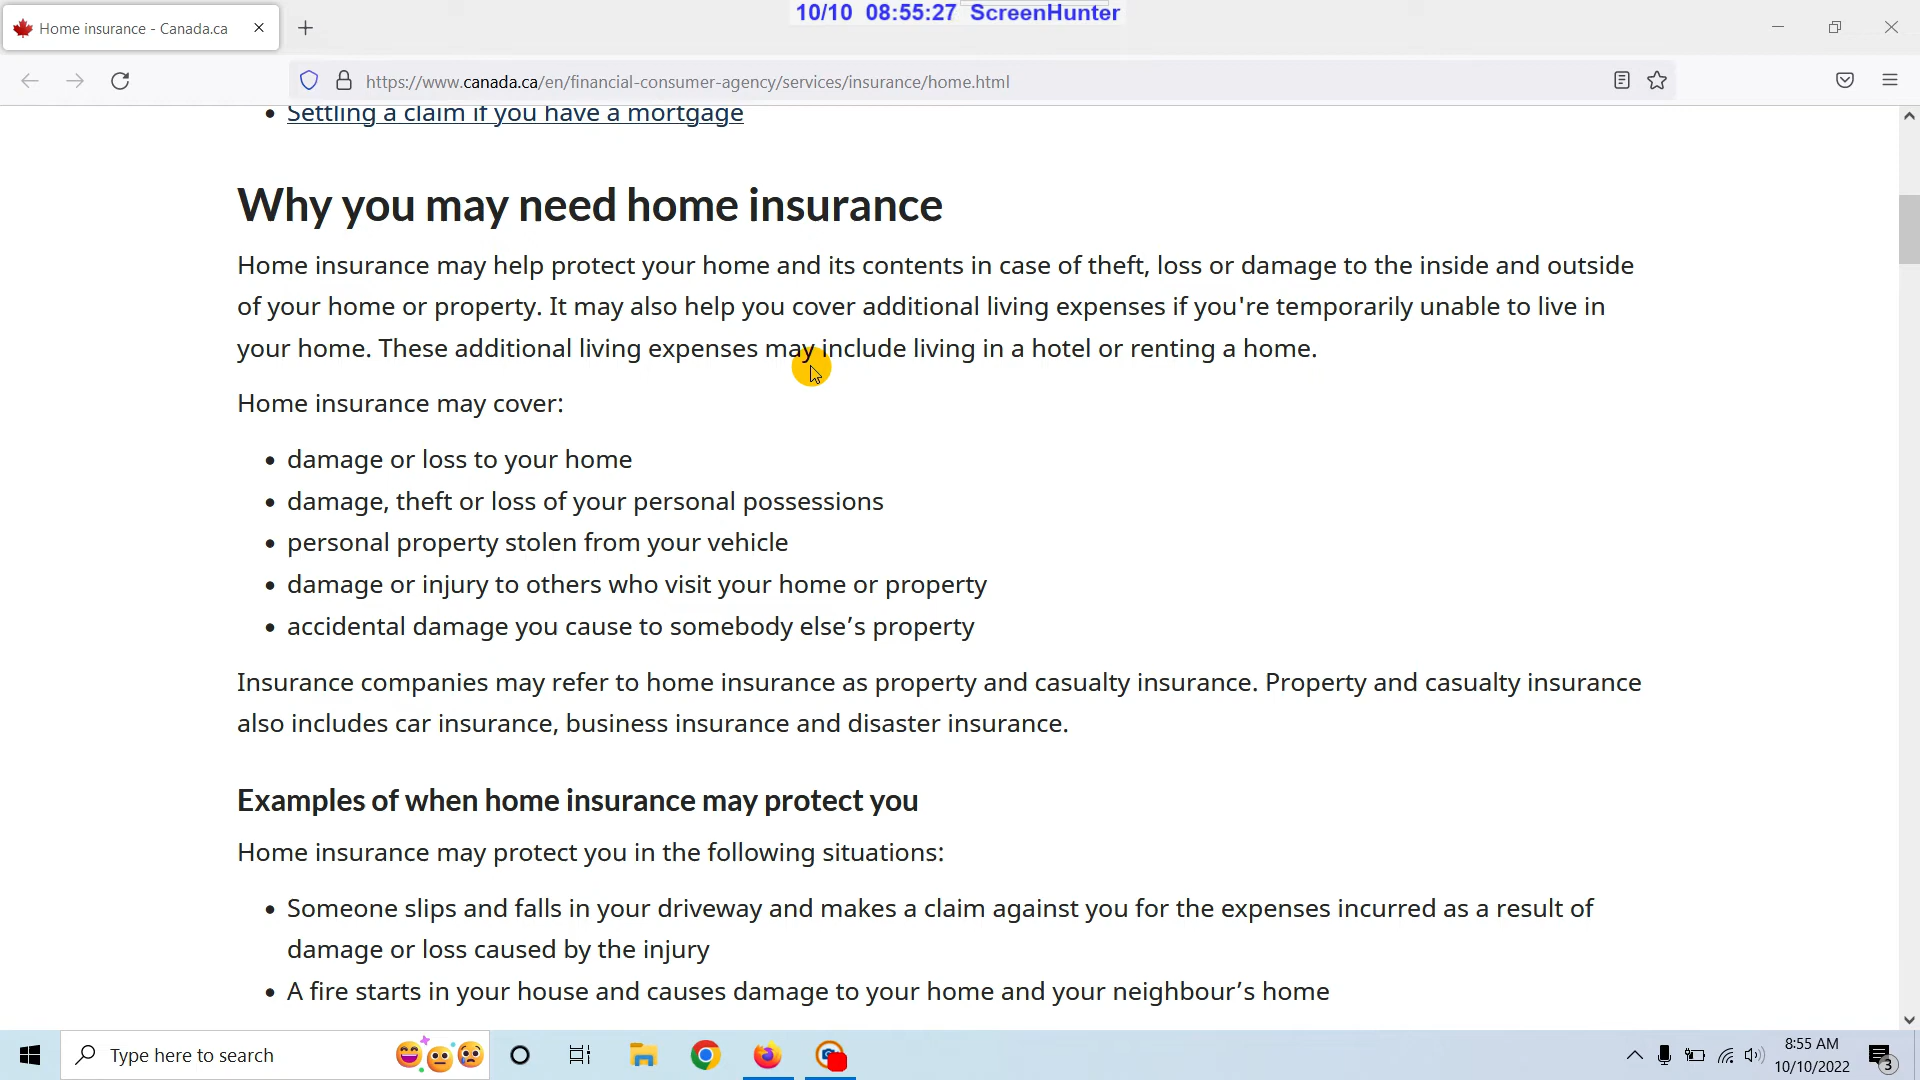 10/10 08:55:27 ScreenHunter
Home insurance - Canada.ca
https://www.canada.ca/en/financial-consumer-agency/services/insurance/home.html
Settling a claim if you have a mortgage
Why you may need home insurance
Home insurance may help protect your home and its contents in case of theft, loss or damage to the inside and outside
of your home or property. It may also help you cover additional living expenses if you're temporarily unable to live in
your home. These additional living expenses may include living in a hotel or renting a home.
Home insurance may cover:
damage or loss to your home
damage, theft or loss of your personal possessions
personal property stolen from your vehicle
damage or injury to others who visit your home or property
accidental damage you cause to somebody else’s property
Insurance companies may refer to home insurance as property and casualty insurance. Property and casualty insurance
also includes car insurance, business insurance and disaster insurance.
Examples of when home insurance may protect you
Home insurance may protect you in the following situations:
Someone slips and falls in your driveway and makes a claim against you for the expenses incurred as a result of
damage or loss caused by the injury
A fire starts in your house and causes damage to your home and your neighbour’s home
Type here to search
8:55 AM
10/10/2022
3